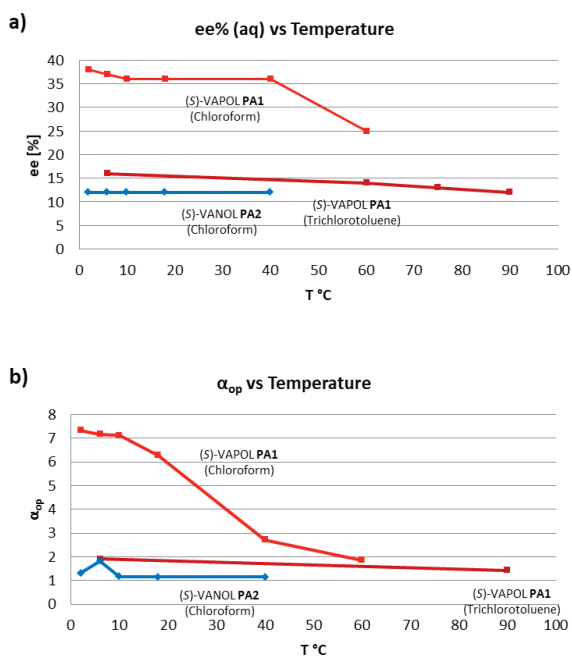 a)
ee% (aq) vs Temperature
40
35
30
25
20
15
10
5
0
ee [%]
(S)-VAPOL PA1
(Chloroform)
(S)-VANOL PA2
(Chloroform)
(S)-VAPOL PA1
(Trichlorotoluene)
0 10 20 30 40 50 60 70 80 90 100
T °C
b)
αop vs Temperature
8
7
6
5
4
3
2
1
0
αop
(S)-VAPOL PA1
(Chloroform)
(S)-VANOL PA2
(Chloroform)
(S)-VAPOL PA1
(Trichlorotoluene)
0 10 20 30 40 50 60 70 80 90 100
T °C